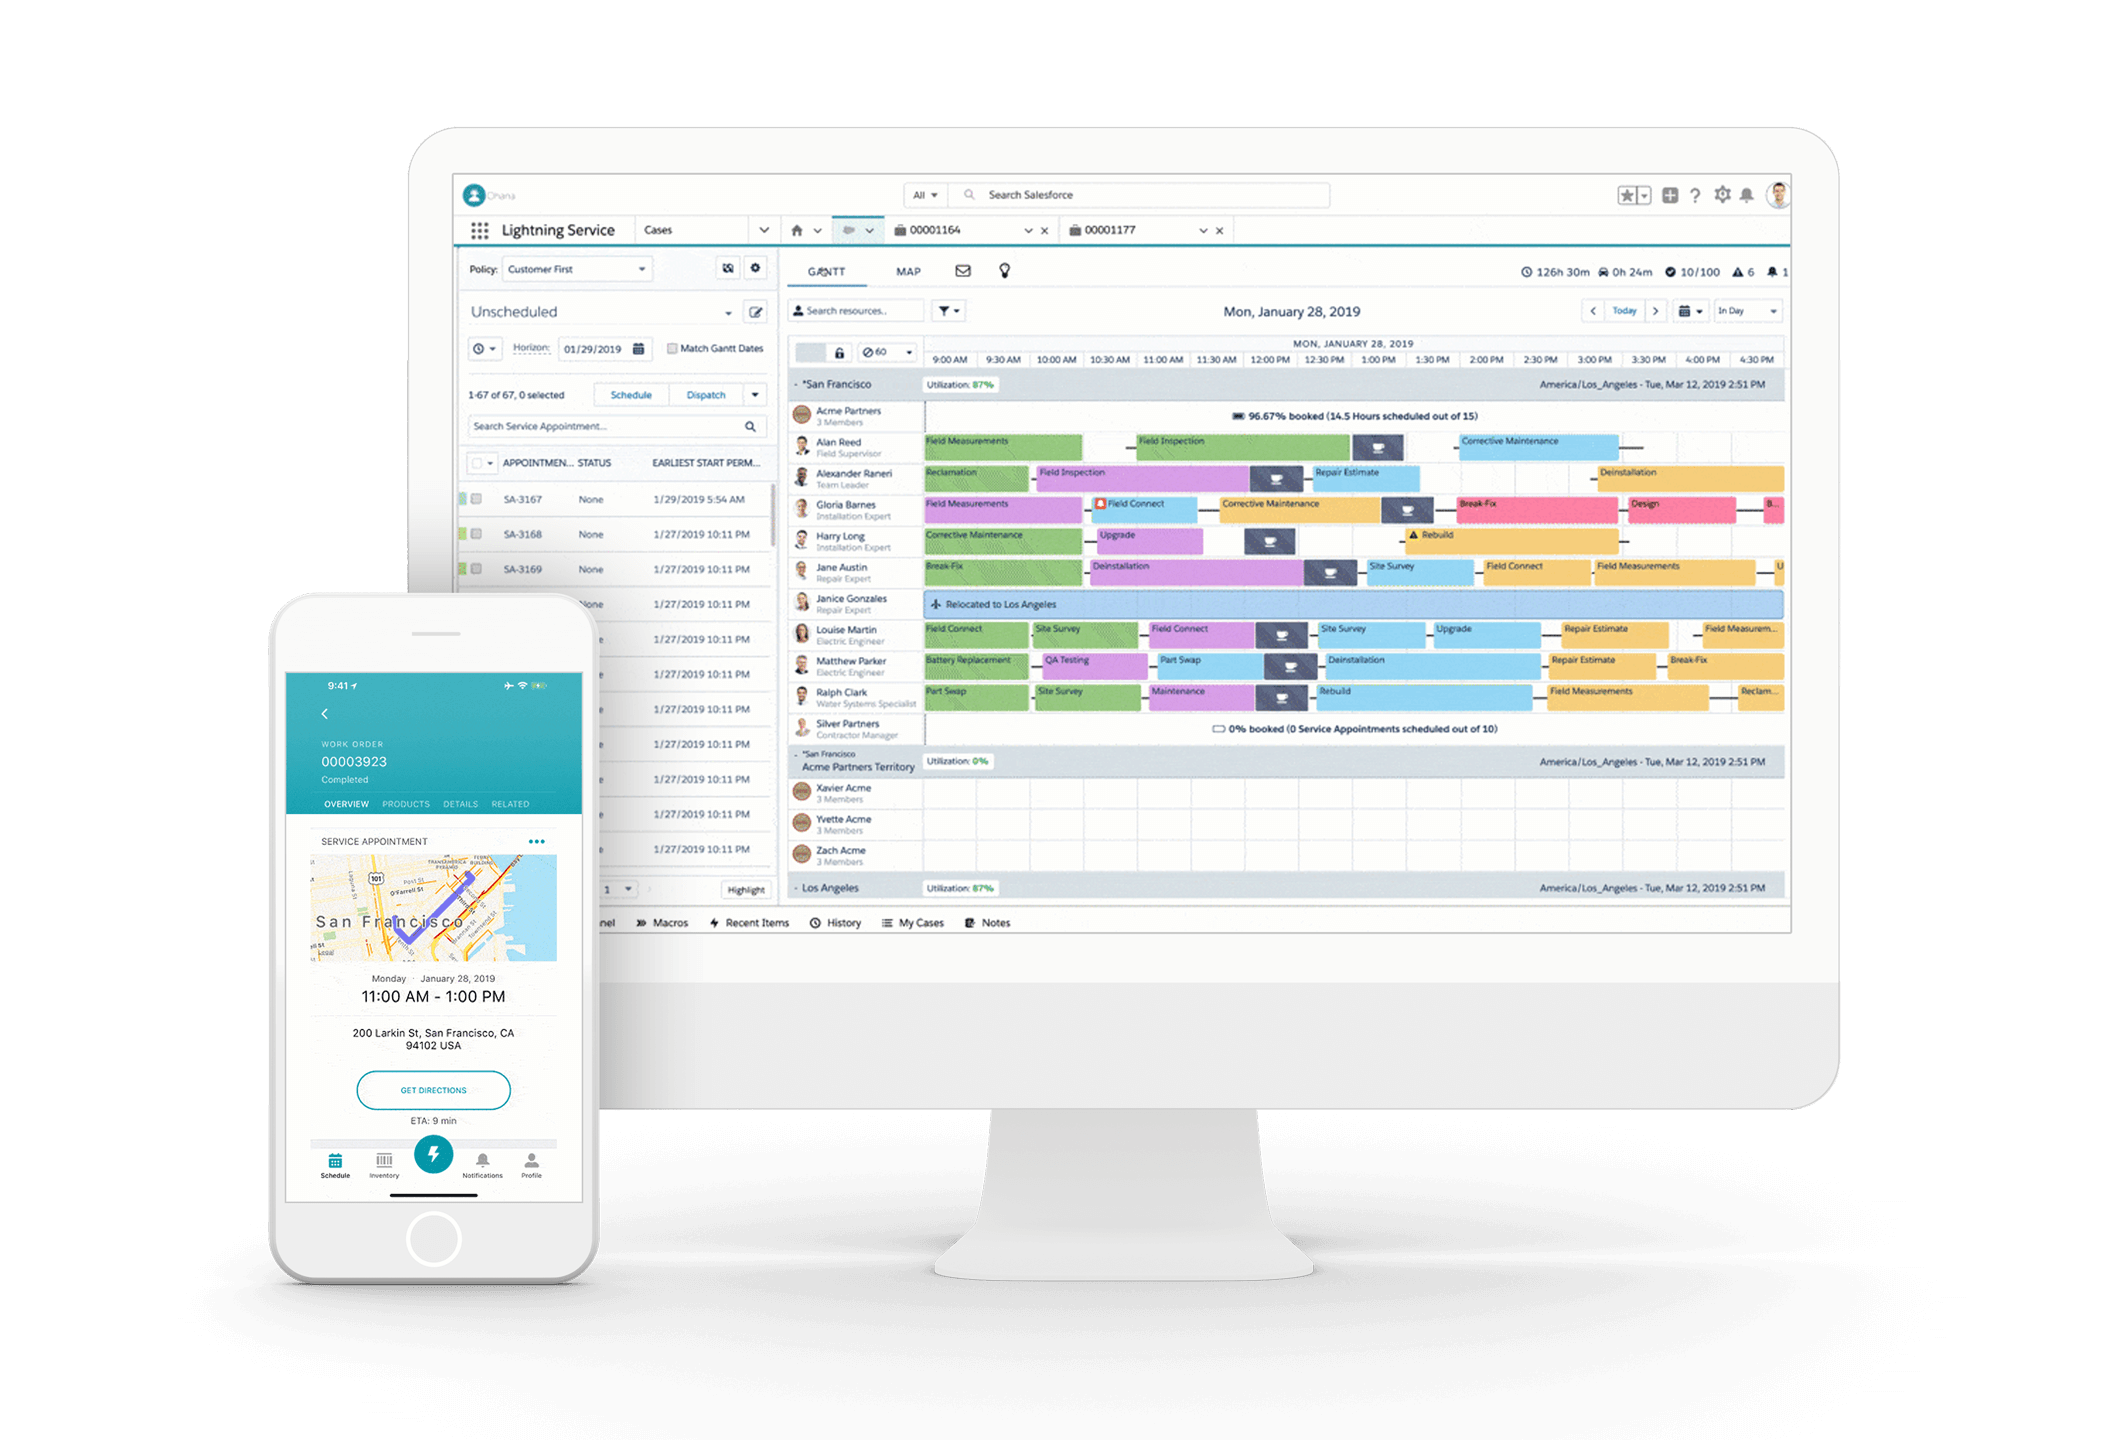 Ohana
All
Search Salesforce
Lightning Service
Cases
00001164
00001177
Policy: Customer First
GANTT
MAP
126h 30m 0h 24m 10/100 6 1
Unscheduled
Search resources..
Mon, January 28, 2019
Today
In Day
Horizon: 01/29/2019 Match Gantt Dates
60
MON, JANUARY 28, 2019
9:00 AM 9:30 AM 10:00 AM 10:30 AM 11:00 AM 11:30 AM 12:00 PM 12:30 PM 1:00 PM 1:30 PM 2:00 PM 2:30 PM 3:00 PM 3:30 PM 4:00 PM 4:30 PM
1-67 of 67, 0 selected Schedule Dispatch
Search Service Appointment...
APPOINTMEN... STATUS EARLIEST START PERM...
SA-3167 None 1/29/2019 5:54 AM
SA-3168 None 1/27/2019 10:11 PM
SA-3169 None 1/27/2019 10:11 PM
None 1/27/2019 10:11 PM
e 1/27/2019 10:11 PM
e 1/27/2019 10:11 PM
e 1/27/2019 10:11 PM
e 1/27/2019 10:11 PM
e 1/27/2019 10:11 PM
e 1/27/2019 10:11 PM
e 1/27/2019 10:11 PM
1
Highlight
- *San Francisco Utilization: 87% America/Los_Angeles - Tue, Mar 12, 2019 2:51 PM
Acme Partners
3 Members
96.67% booked (14.5 Hours scheduled out of 15)
Alan Reed
Field Supervisor
Field Measurements Field Inspection Corrective Maintenance
Alexander Raneri
Team Leader
Reclamation Field Inspection Repair Estimate Deinstallation
Gloria Barnes
Installation Expert
Field Measurements Field Connect Corrective Maintenance Break-Fix Design B...
Harry Long
Installation Expert
Corrective Maintenance Upgrade Rebuild
Jane Austin
Repair Expert
Break-Fix Deinstallation Site Survey Field Connect Field Measurements U
Janice Gonzales
Repair Expert
Relocated to Los Angeles
Louise Martin
Electric Engineer
Field Connect Site Survey Field Connect Site Survey Upgrade Repair Estimate Field Measurem...
Matthew Parker
Electric Engineer
Battery Replacement QA Testing Part Swap Deinstallation Repair Estimate Break-Fix
Ralph Clark
Water Systems Specialist
Part Swap Site Survey Maintenance Rebuild Field Measurements Reclam...
Silver Partners
Contractor Manager
0% booked (0 Service Appointments scheduled out of 10)
- *San Francisco
Acme Partners Territory Utilization: 0% America/Los_Angeles - Tue, Mar 12, 2019 2:51 PM
Xavier Acme
3 Members
Yvette Acme
3 Members
Zach Acme
3 Members
- Los Angeles Utilization: 87% America/Los_Angeles - Tue, Mar 12, 2019 2:51 PM
nel Macros Recent Items History My Cases Notes
9:41
WORK ORDER
00003923
Completed
OVERVIEW PRODUCTS DETAILS RELATED
SERVICE APPOINTMENT
TRANSAMERICA
PYRAMID
FERRY
BUILDING
101
Laguna St
Post St
O'Farrell St
San Francisco
Monday · January 28, 2019
11:00 AM - 1:00 PM
200 Larkin St, San Francisco, CA
94102 USA
GET DIRECTIONS
ETA: 9 min
Schedule Inventory Notifications Profile